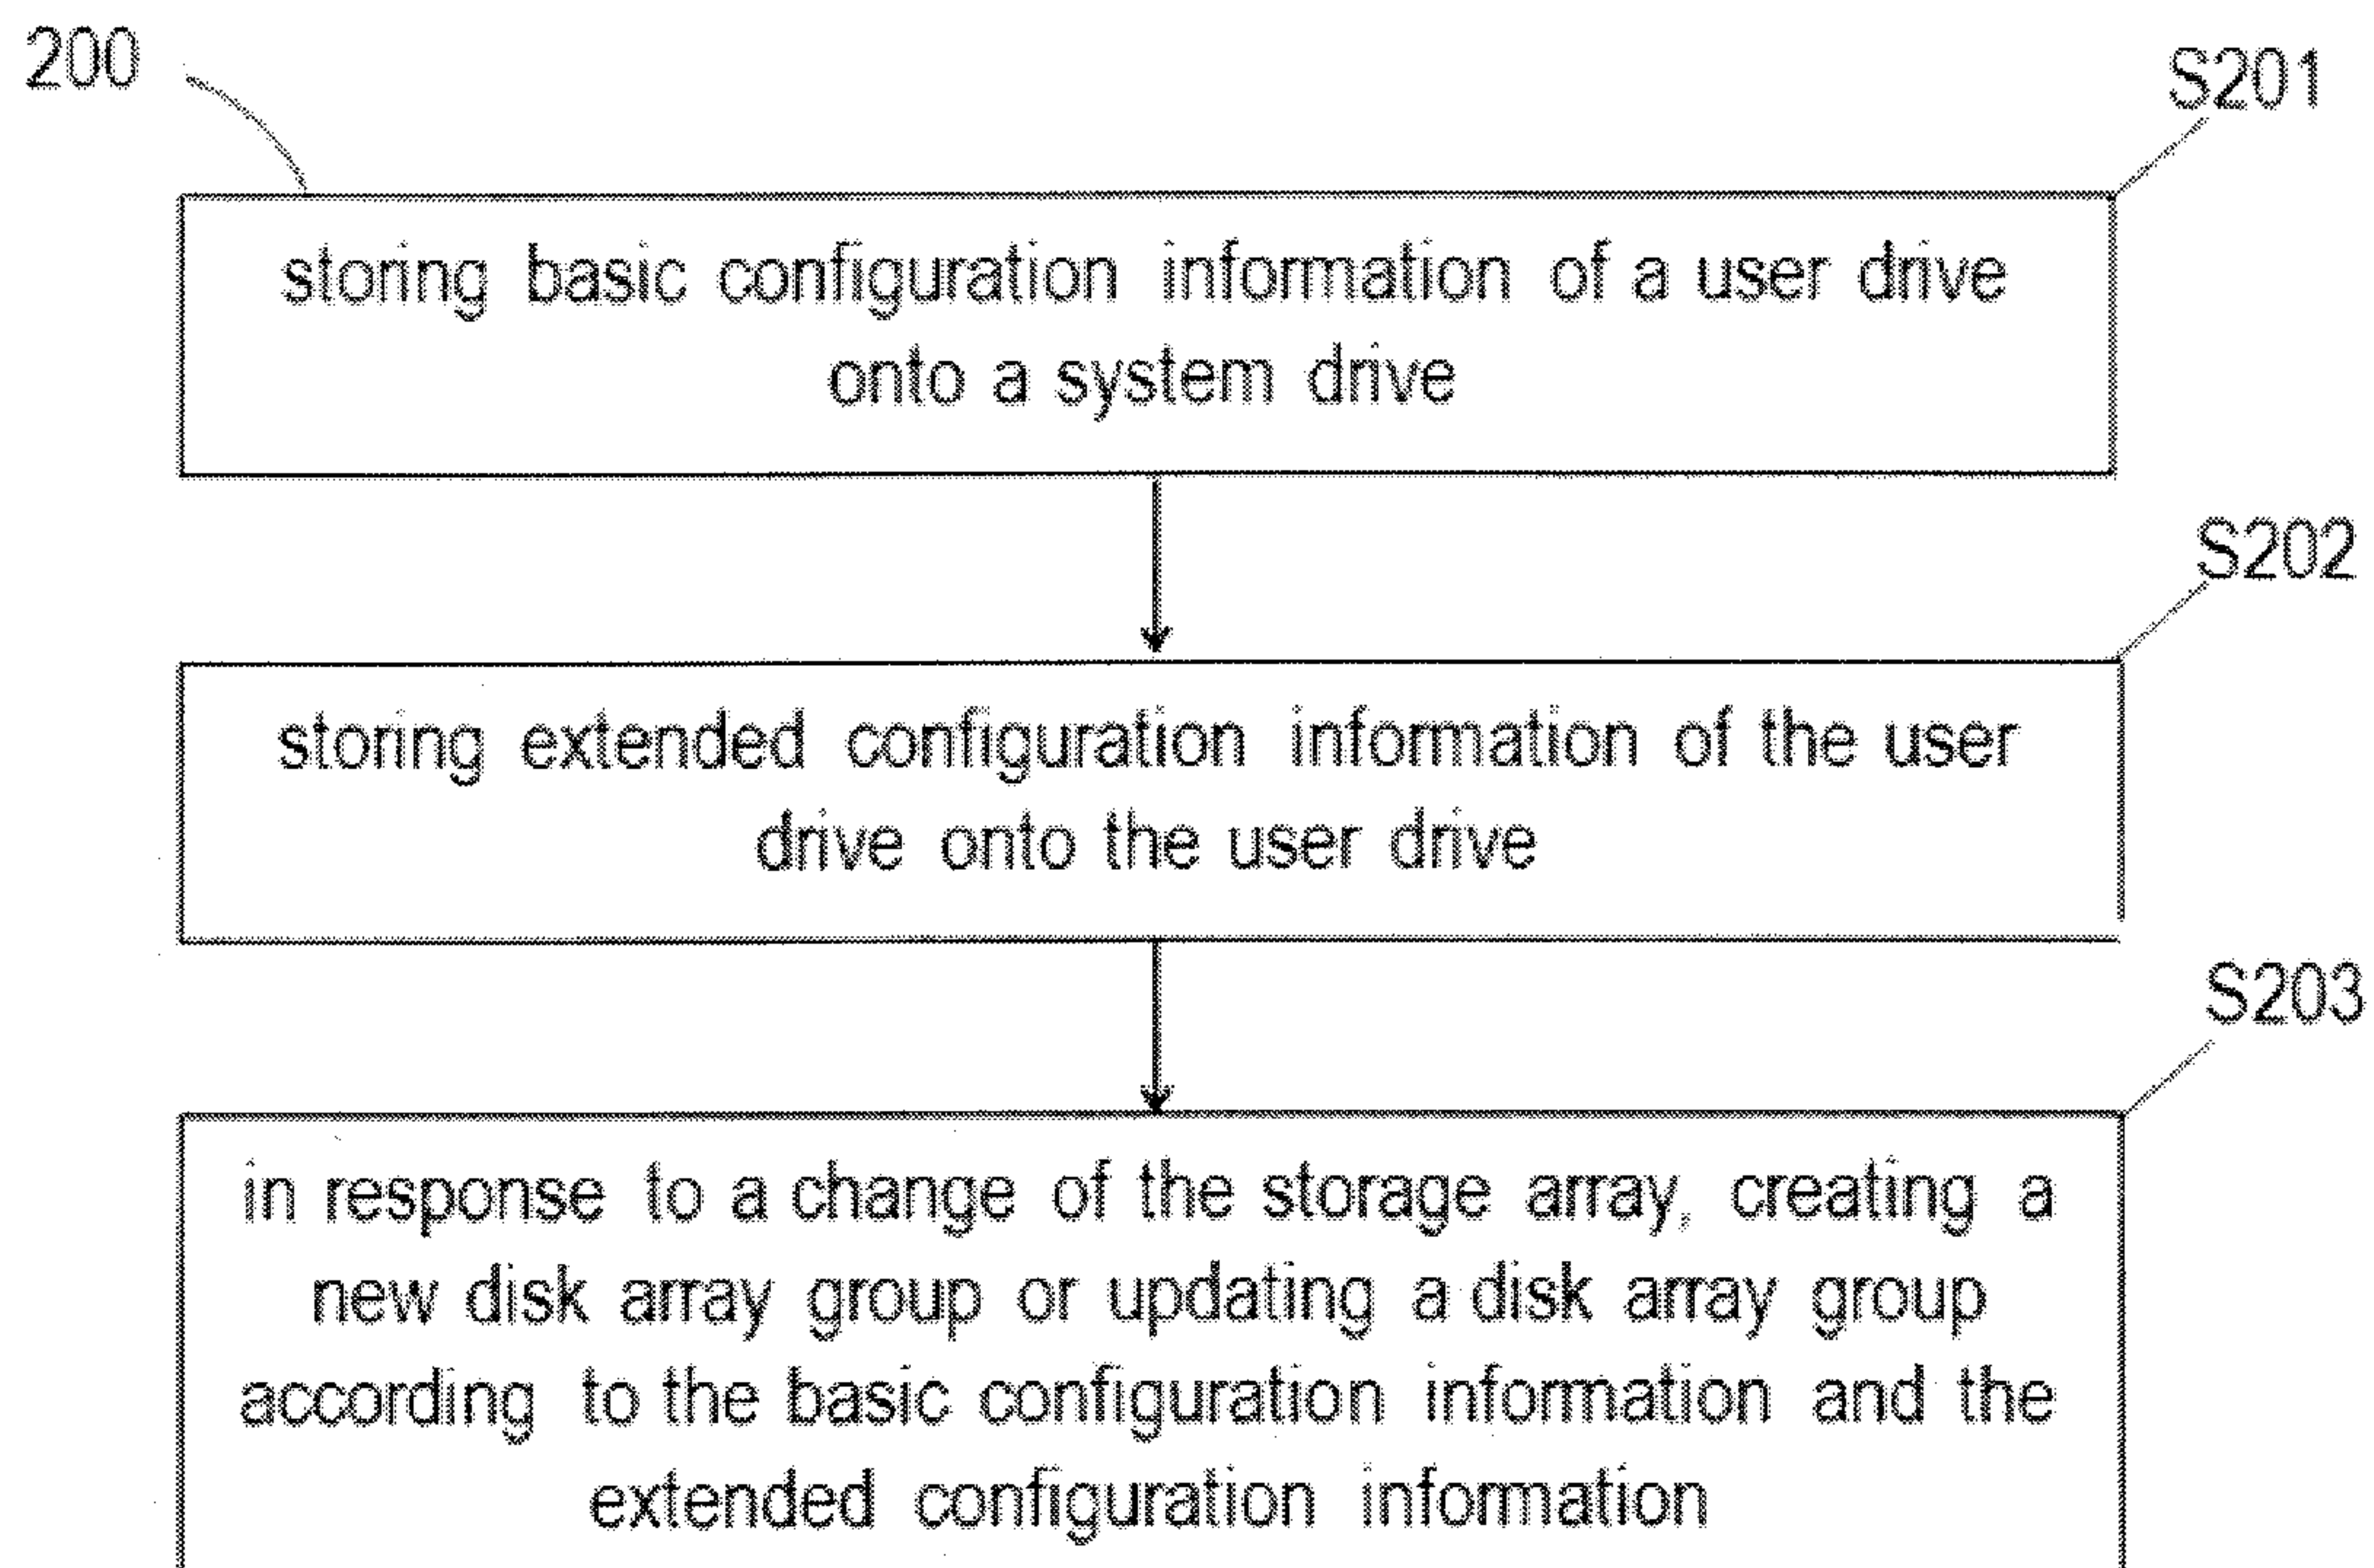 200
S201
storing basic configuration information of a user drive
onto a system drive
S202
storing extended configuration information of the user
drive onto the user drive
S203
in response to a change of the storage array, creating a
new disk array group or updating a disk array group
according to the basic configuration information and the
extended configuration information